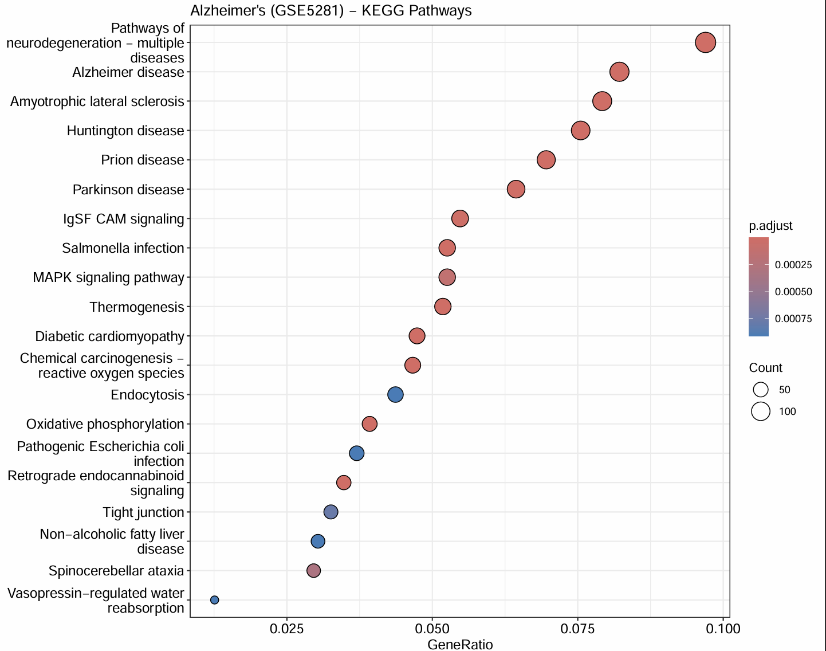 Alzheimer's (GSE5281) – KEGG Pathways
Pathways of
neurodegeneration – multiple
diseases
Alzheimer disease
Amyotrophic lateral sclerosis
Huntington disease
Prion disease
Parkinson disease
IgSF CAM signaling
Salmonella infection
MAPK signaling pathway
Thermogenesis
Diabetic cardiomyopathy
Chemical carcinogenesis –
reactive oxygen species
Endocytosis
Oxidative phosphorylation
Pathogenic Escherichia coli
infection
Retrograde endocannabinoid
signaling
Tight junction
Non–alcoholic fatty liver
disease
Spinocerebellar ataxia
Vasopressin–regulated water
reabsorption
0.025
0.050
0.075
0.100
GeneRatio
p.adjust
0.00025
0.00050
0.00075
Count
50
100